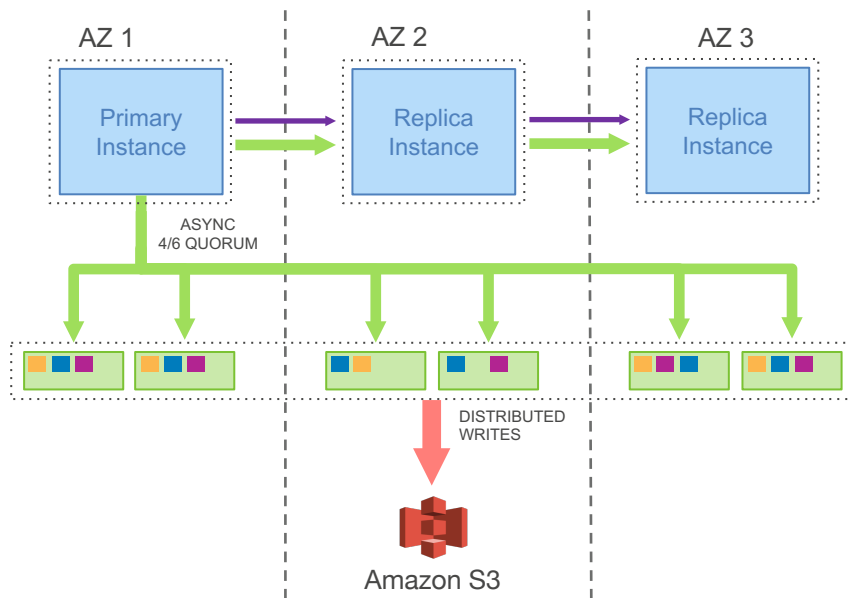 AZ 1
AZ 2
AZ 3
Primary
Instance
Replica
Instance
Replica
Instance
ASYNC
4/6 QUORUM
DISTRIBUTED
WRITES
Amazon S3